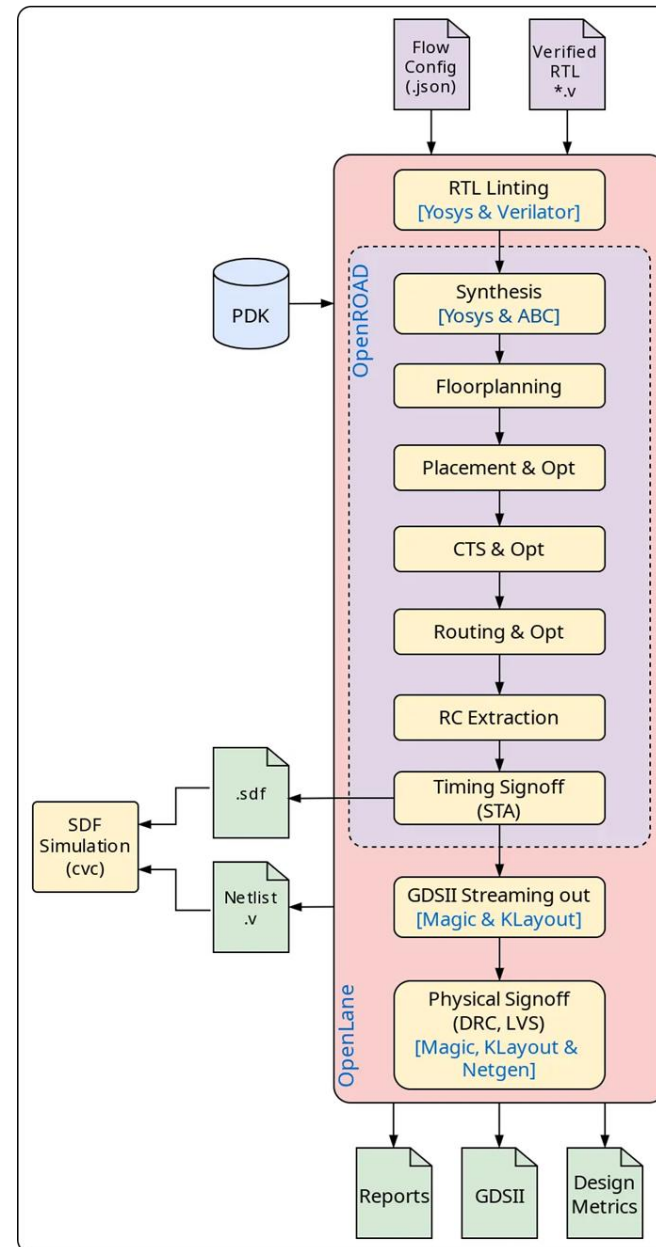 Flow
Config
(.json)
Verified
RTL
*.v
RTL Linting
[Yosys & Verilator]
OpenROAD
PDK
Synthesis
[Yosys & ABC]
Floorplanning
Placement & Opt
CTS & Opt
Routing & Opt
RC Extraction
Timing Signoff
(STA)
.sdf
SDF
Simulation
(cvc)
Netlist
.v
GDSII Streaming out
[Magic & KLayout]
Physical Signoff
(DRC, LVS)
[Magic, KLayout &
Netgen]
OpenLane
Reports
GDSII
Design
Metrics